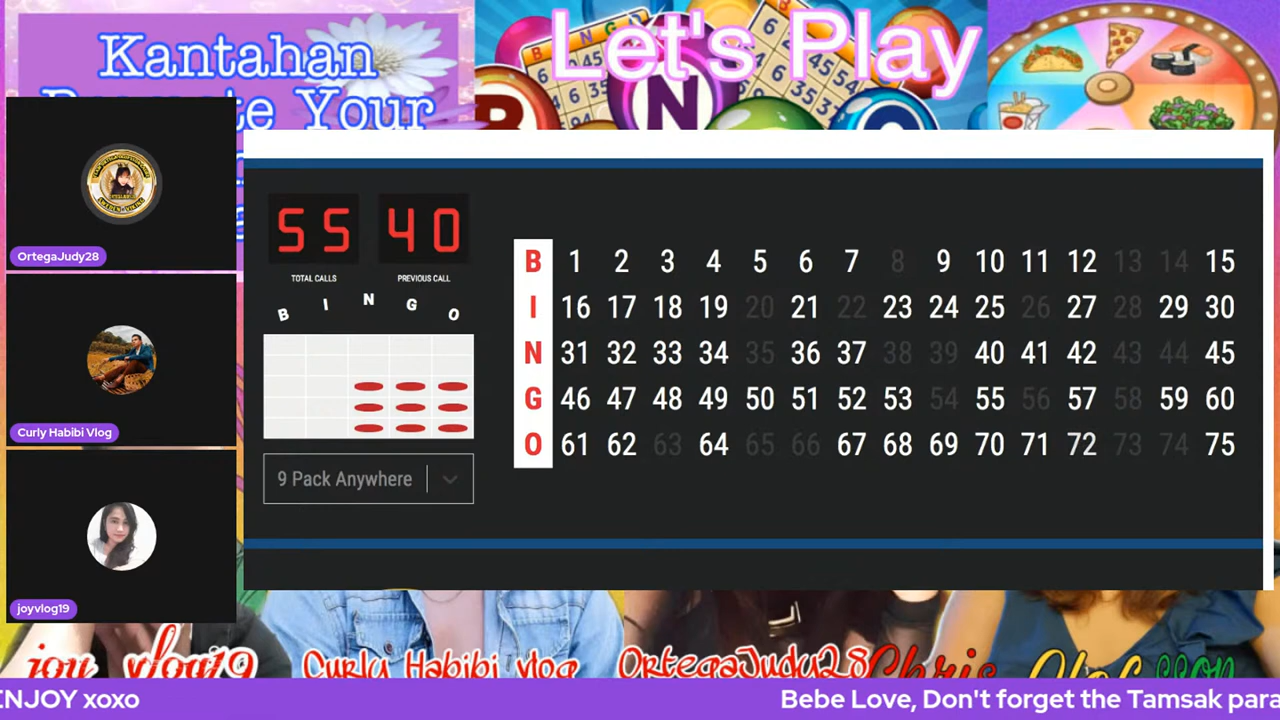 Kantahan
Promote Your
Let's Play
B N O
OrtegaJudy28
Curly Habibi Vlog
joyvlog19
55 40
TOTAL CALLS PREVIOUS CALL
B I N G O
9 Pack Anywhere
B 1 2 3 4 5 6 7 8 9 10 11 12 13 14 15
I 16 17 18 19 20 21 22 23 24 25 26 27 28 29 30
N 31 32 33 34 35 36 37 38 39 40 41 42 43 44 45
G 46 47 48 49 50 51 52 53 54 55 56 57 58 59 60
O 61 62 63 64 65 66 67 68 69 70 71 72 73 74 75
joy vlog19 Curly Habibi vlog OrtegaJudy28 Chris
ENJOY xoxo Bebe Love, Don't forget the Tamsak para